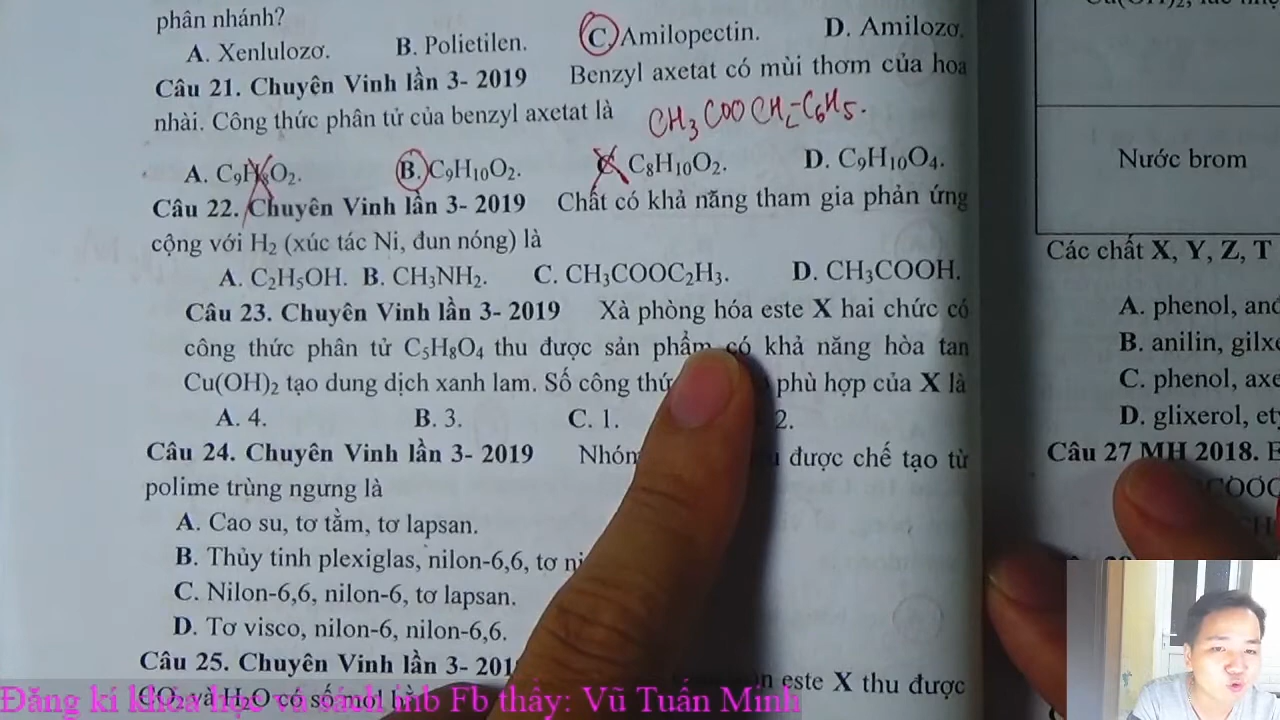 phân nhánh?
A. Xenlulozơ. B. Polietilen. C. Amilopectin. D. Amilozơ.
Câu 21. Chuyên Vinh lần 3- 2019 Benzyl axetat có mùi thơm của hoa
nhài. Công thức phân tử của benzyl axetat là CH3COOCH2-C6H5.
A. C9H8O2. B. C9H10O2. C. C8H10O2. D. C9H10O4.
Câu 22. Chuyên Vinh lần 3- 2019 Chất có khả năng tham gia phản ứng
cộng với H2 (xúc tác Ni, đun nóng) là
A. C2H5OH. B. CH3NH2. C. CH3COOC2H3. D. CH3COOH.
Câu 23. Chuyên Vinh lần 3- 2019 Xà phòng hóa este X hai chức có
công thức phân tử C5H8O4 thu được sản phẩm có khả năng hòa tan
Cu(OH)2 tạo dung dịch xanh lam. Số công phù hợp của X là
A. 4. B. 3. C. 1. 2.
Câu 24. Chuyên Vinh lần 3- 2019 được chế tạo từ
polime trùng ngưng là
A. Cao su, tơ tằm, tơ lapsan.
B. Thủy tinh plexiglas, nilon-6,6, tơ
C. Nilon-6,6, nilon-6, tơ lapsan.
D. Tơ visco, nilon-6, nilon-6,6.
Câu 25. Chuyên Vinh lần 3- este X thu được
CO2 và H2O có số mol
Nước brom
Các chất X, Y, Z, T
A. phenol,
B. anilin,
C. phenol,
D. glixerol,
Câu 27 MH 2018.
Đăng kí khóa học và sách inb Fb thầy: Vũ Tuấn Minh